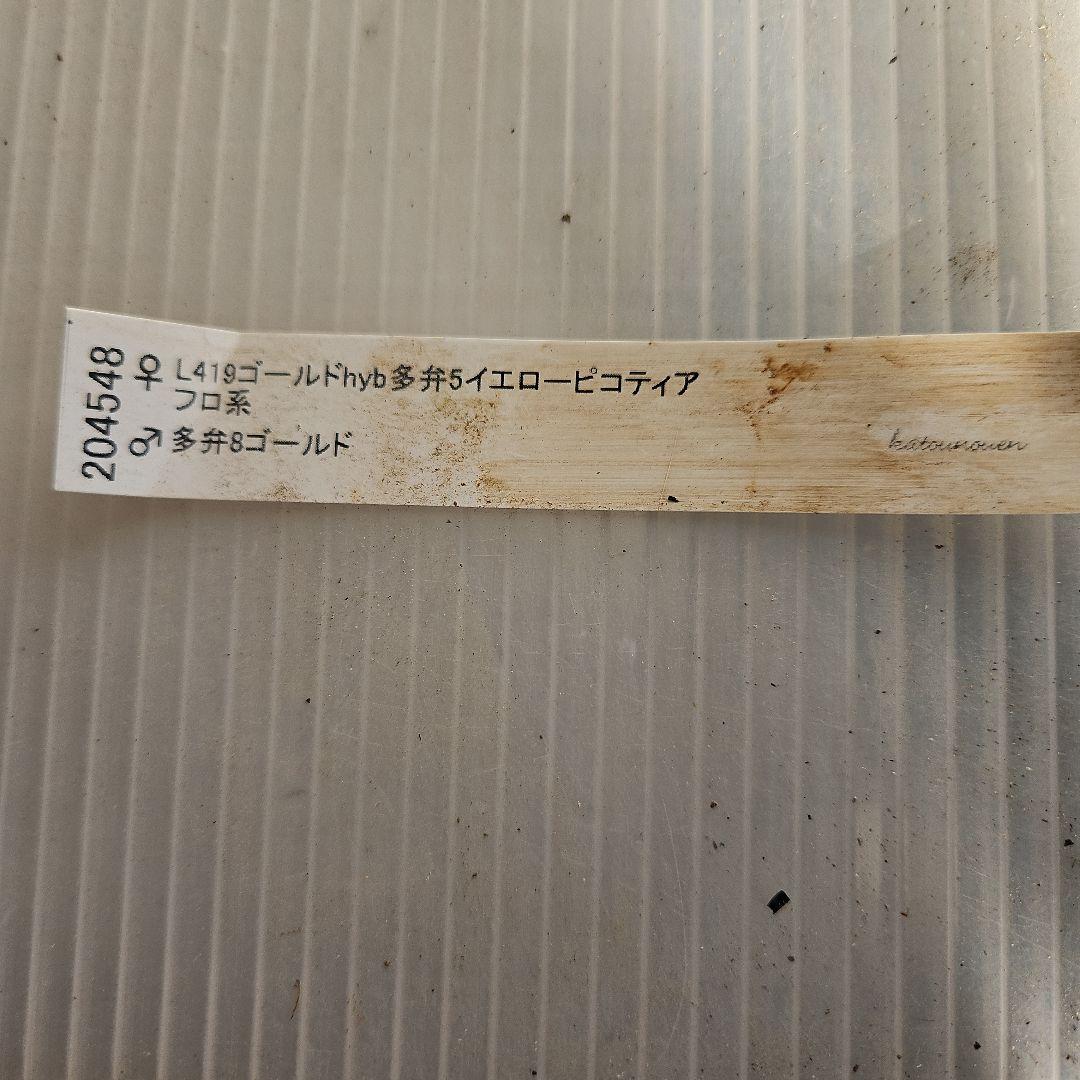 204548
♀ L419ゴールドhyb多弁5イエローピコティア
フロ系
♂ 多弁8ゴールド
katounouen